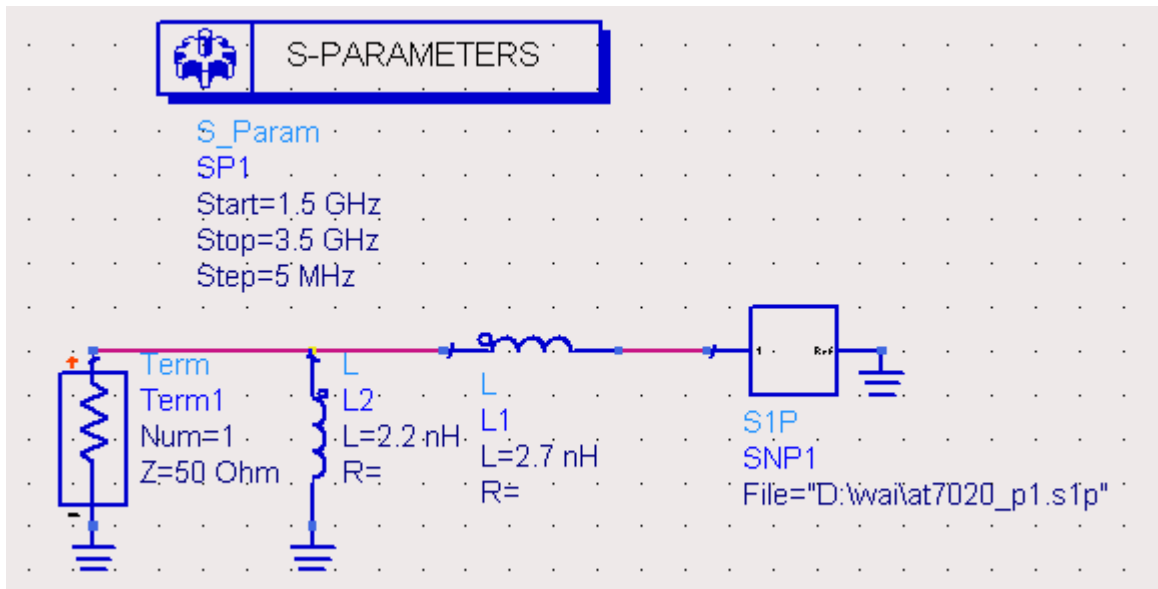 S-PARAMETERS
S_Param
SP1
Start=1.5 GHz
Stop=3.5 GHz
Step=5 MHz
+
Term
Term1
Num=1
Z=50 Ohm
-
L
L2
L=2.2 nH
R=
L
L1
L=2.7 nH
R=
1
Ref
S1P
SNP1
File="D:\wai\at7020_p1.s1p"